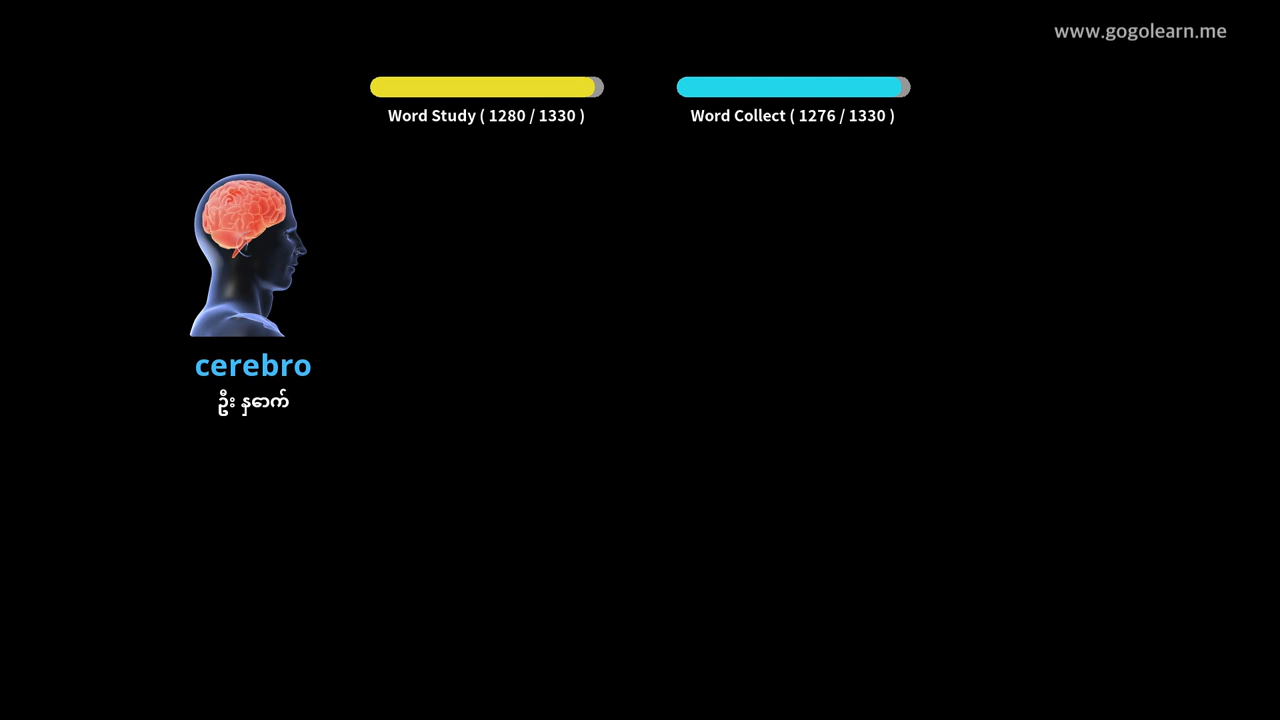 www.gogolearn.me
Word Study ( 1280 / 1330 )
Word Collect ( 1276 / 1330 )
cerebro
ဦး နှောက်